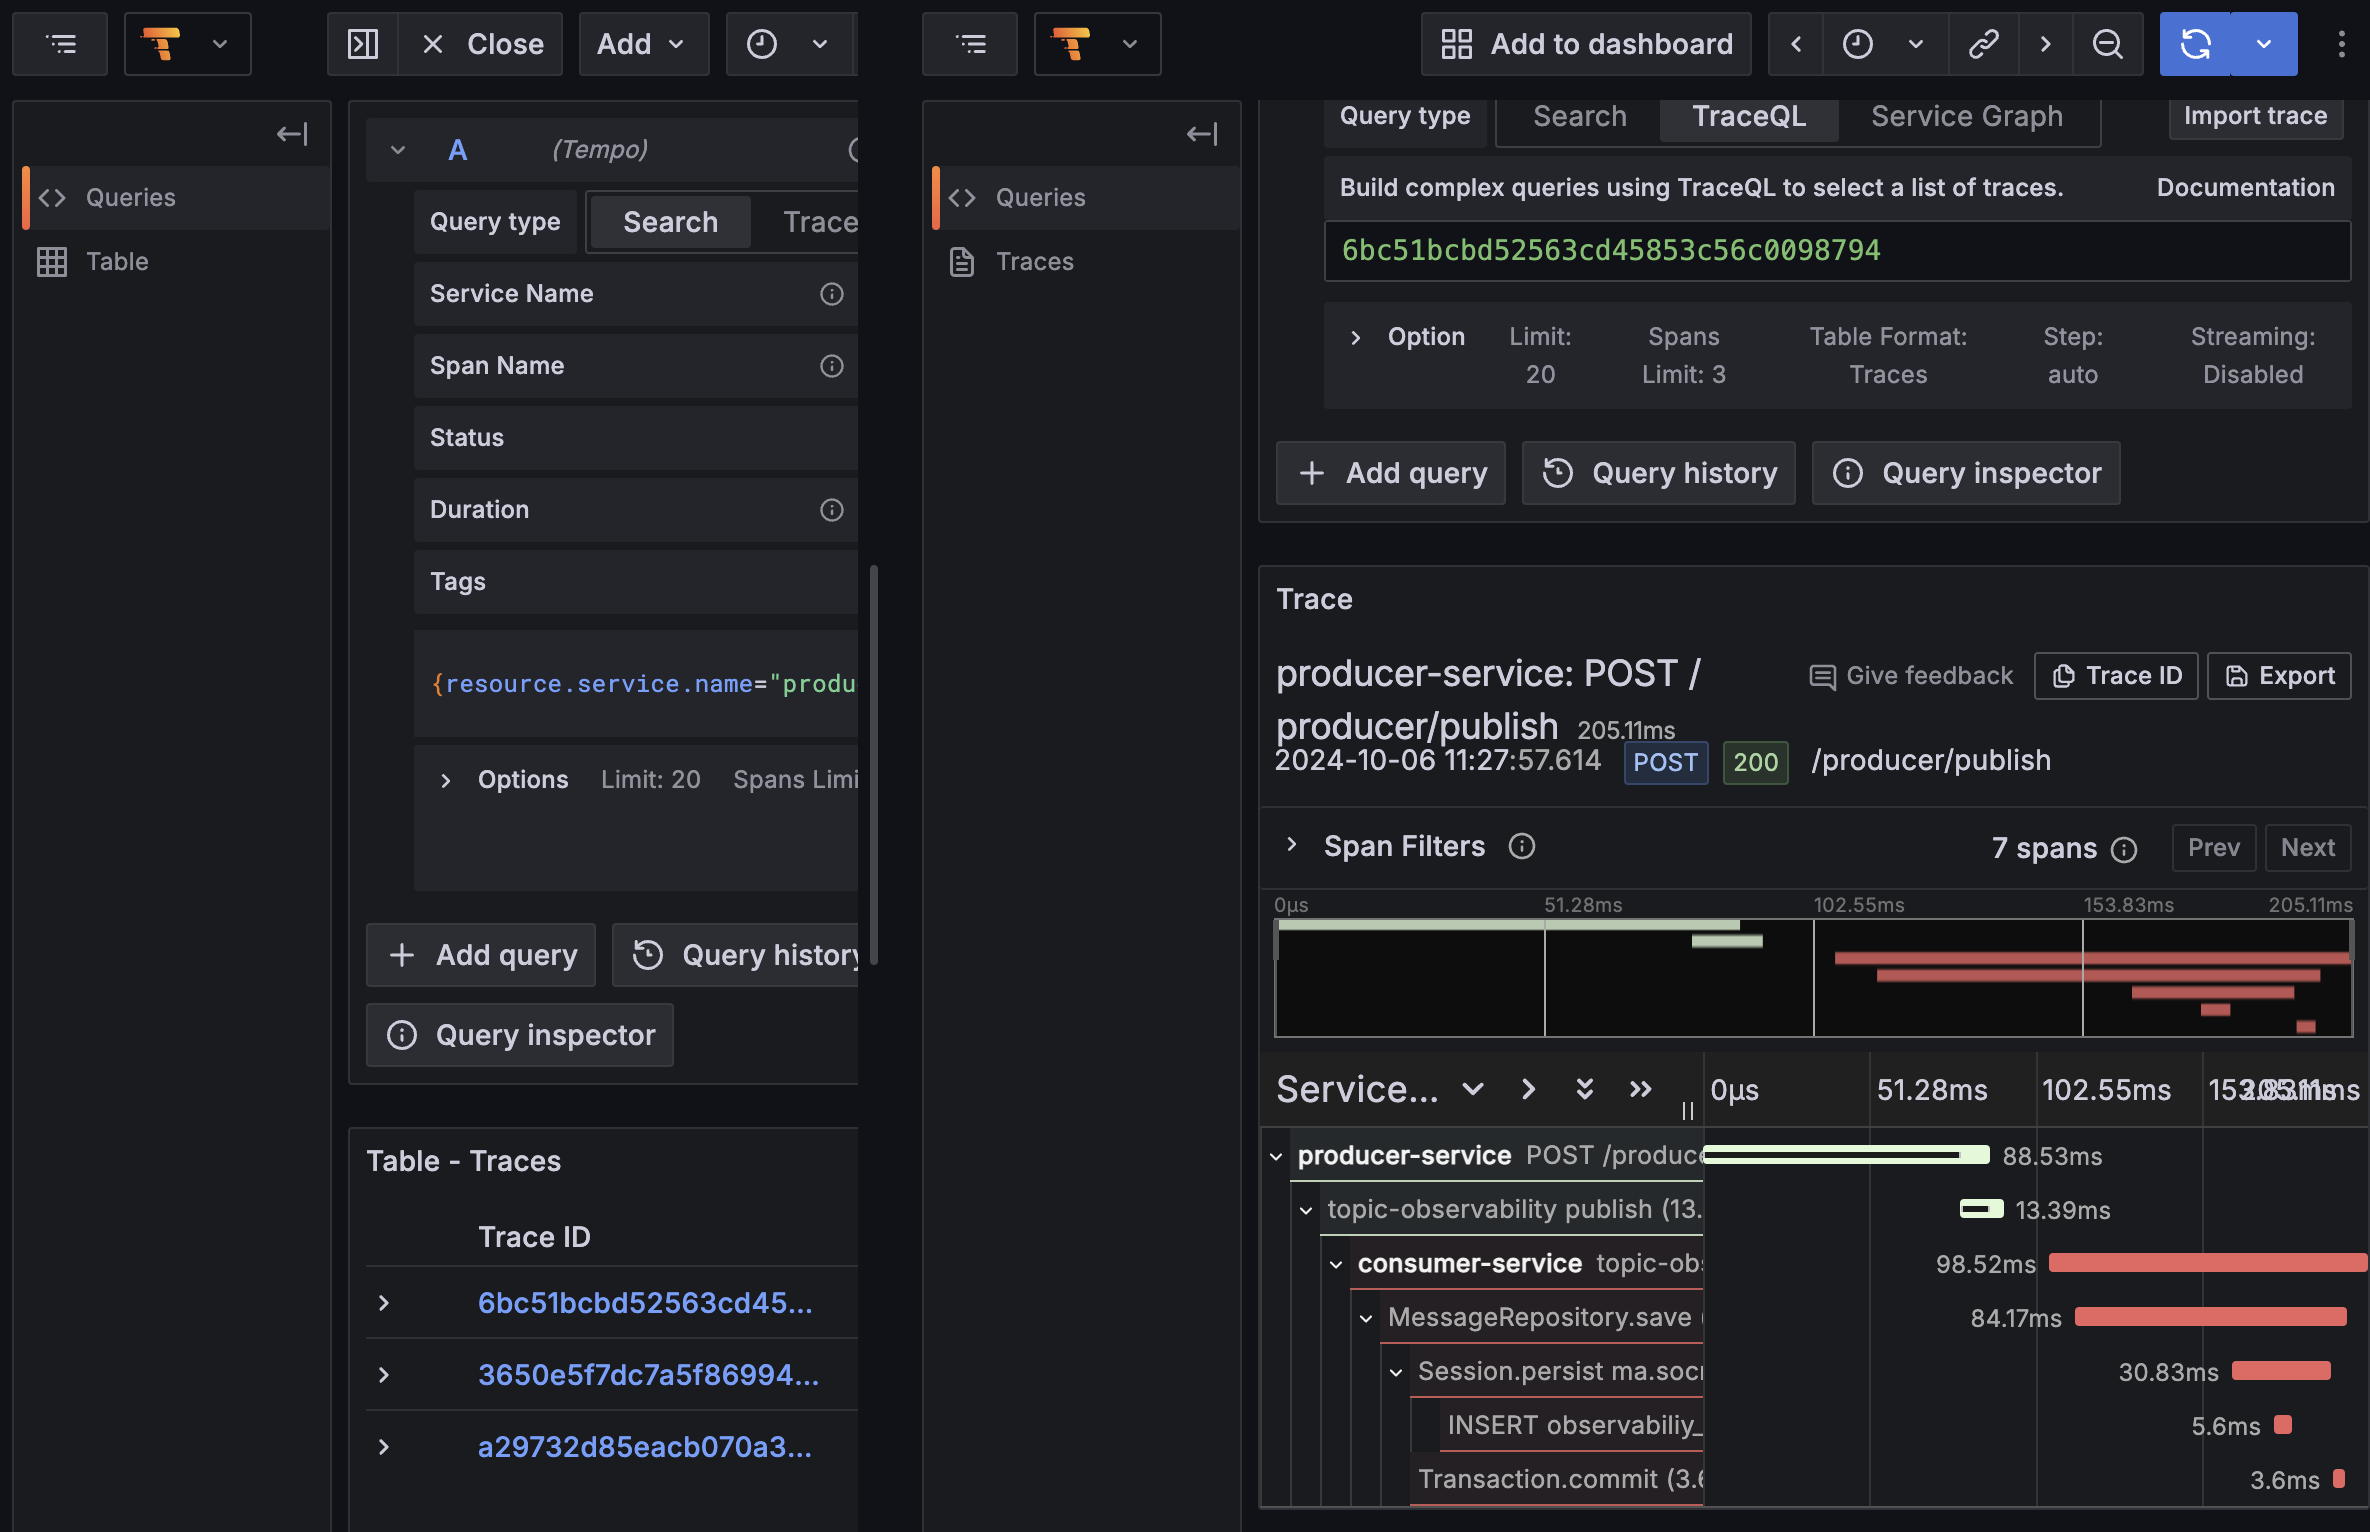 Close
Add
Queries
Table
A
(Tempo)
Query type
Search
Trace
Service Name
Span Name
Status
Duration
Tags
{resource.service.name="produ
Options
Limit: 20
Spans Limi
Add query
Query history
Query inspector
Table - Traces
Trace ID
6bc51bcbd52563cd45...
3650e5f7dc7a5f86994...
a29732d85eacb070a3...
Add to dashboard
Queries
Traces
Query type
Search
TraceQL
Service Graph
Import trace
Build complex queries using TraceQL to select a list of traces.
Documentation
6bc51bcbd52563cd45853c56c0098794
Option
Limit: 20
Spans Limit: 3
Table Format: Traces
Step: auto
Streaming: Disabled
Add query
Query history
Query inspector
Trace
producer-service: POST /
producer/publish 205.11ms
Give feedback
Trace ID
Export
2024-10-06 11:27:57.614
POST
200
/producer/publish
Span Filters
7 spans
Prev
Next
0μs
51.28ms
102.55ms
153.83ms
205.11ms
Service...
0μs
51.28ms
102.55ms
153.83ms
205.11ms
producer-service POST /produce
88.53ms
topic-observability publish (13.
13.39ms
consumer-service topic-obs
98.52ms
MessageRepository.save (
84.17ms
Session.persist ma.soc
30.83ms
INSERT observabiliy_
5.6ms
Transaction.commit (3.6
3.6ms